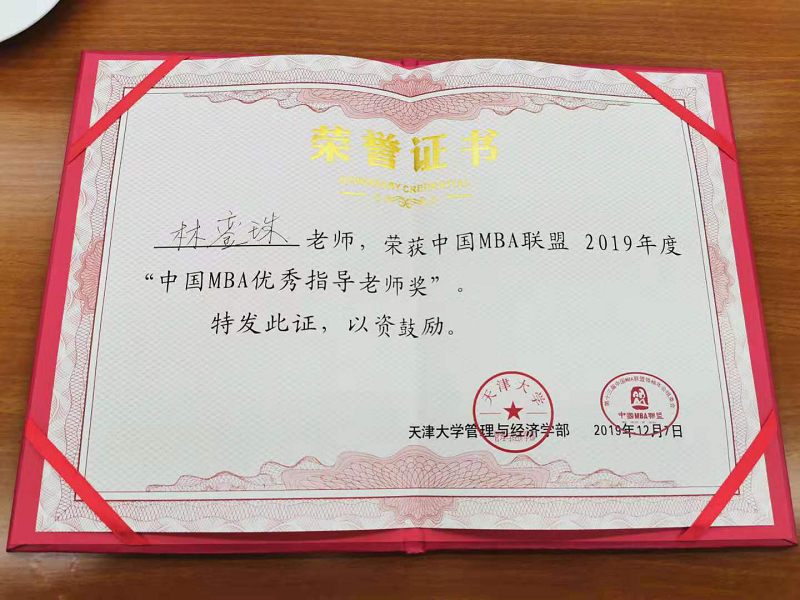 荣誉证书
HONORARY CREDENTIAL
林銮珠 老师，荣获中国MBA联盟 2019年度
“中国MBA优秀指导老师奖”。
特发此证，以资鼓励。
天津大学
中国MBA联盟
天津大学管理与经济学部 2019年12月7日